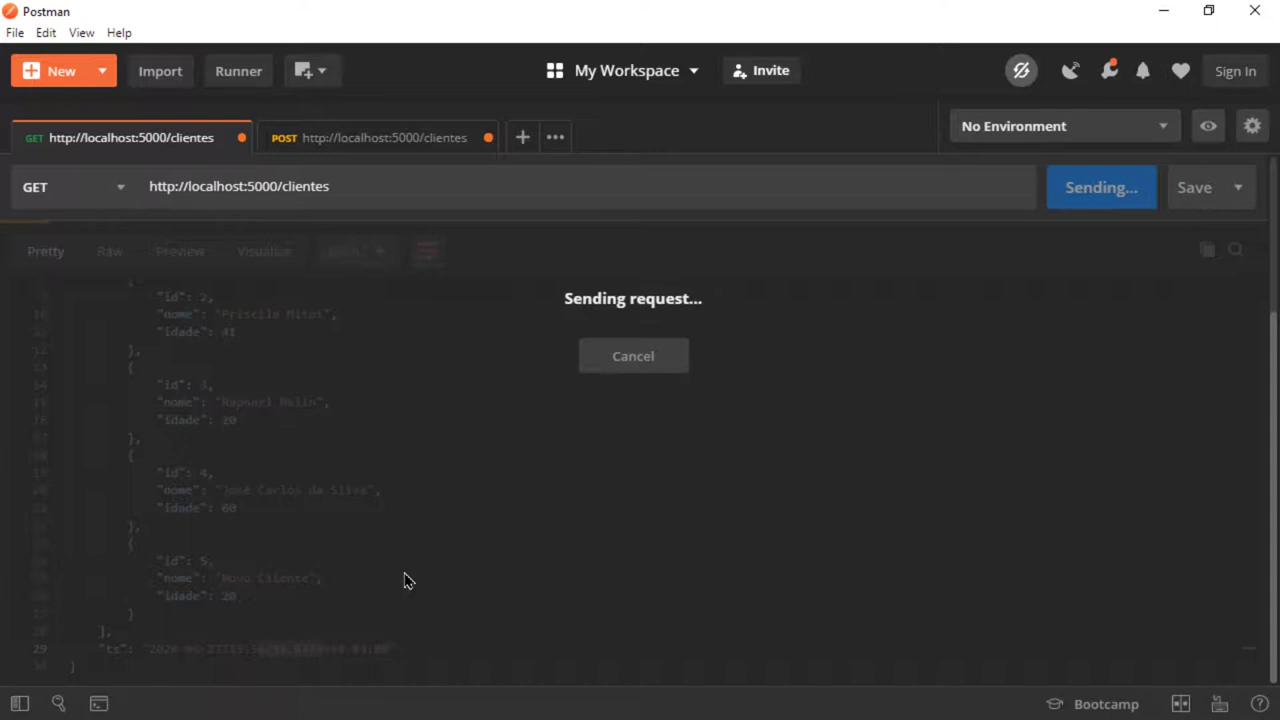 Postman
File Edit View Help
New Import Runner My Workspace Invite Sign In
GET http://localhost:5000/clientes POST http://localhost:5000/clientes No Environment
GET http://localhost:5000/clientes Sending... Save
Pretty Raw Preview Visualize
Sending request...
"id": 2,
"nome":
"idade": 41
Cancel
},
{
"id": 3,
"nome": "Raphael
"idade": 20
},
{
"id": 4,
"nome": "José Carlos da Silva",
"idade": 60
},
{
"id": 5,
"nome": "Novo Cliente",
"idade": 20
}
],
29 "ts":
}
Bootcamp